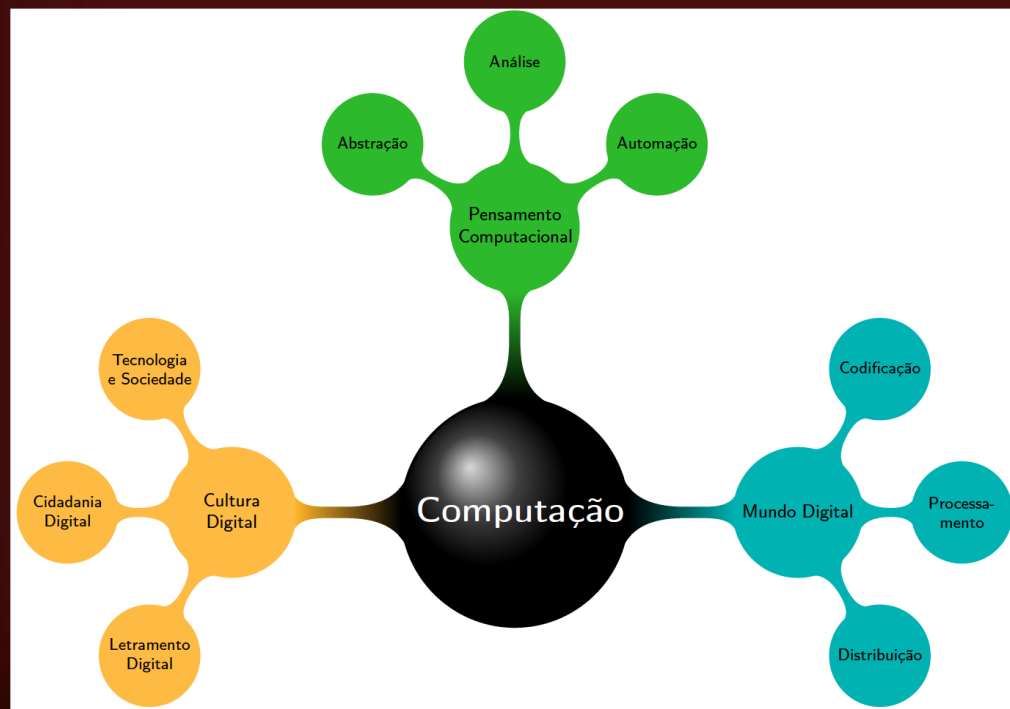 Análise
Abstração
Automação
Pensamento
Computacional
Tecnologia
e Sociedade
Codificação
Cidadania
Digital
Cultura
Digital
Computação
Mundo Digital
Processa-
mento
Letramento
Digital
Distribuição